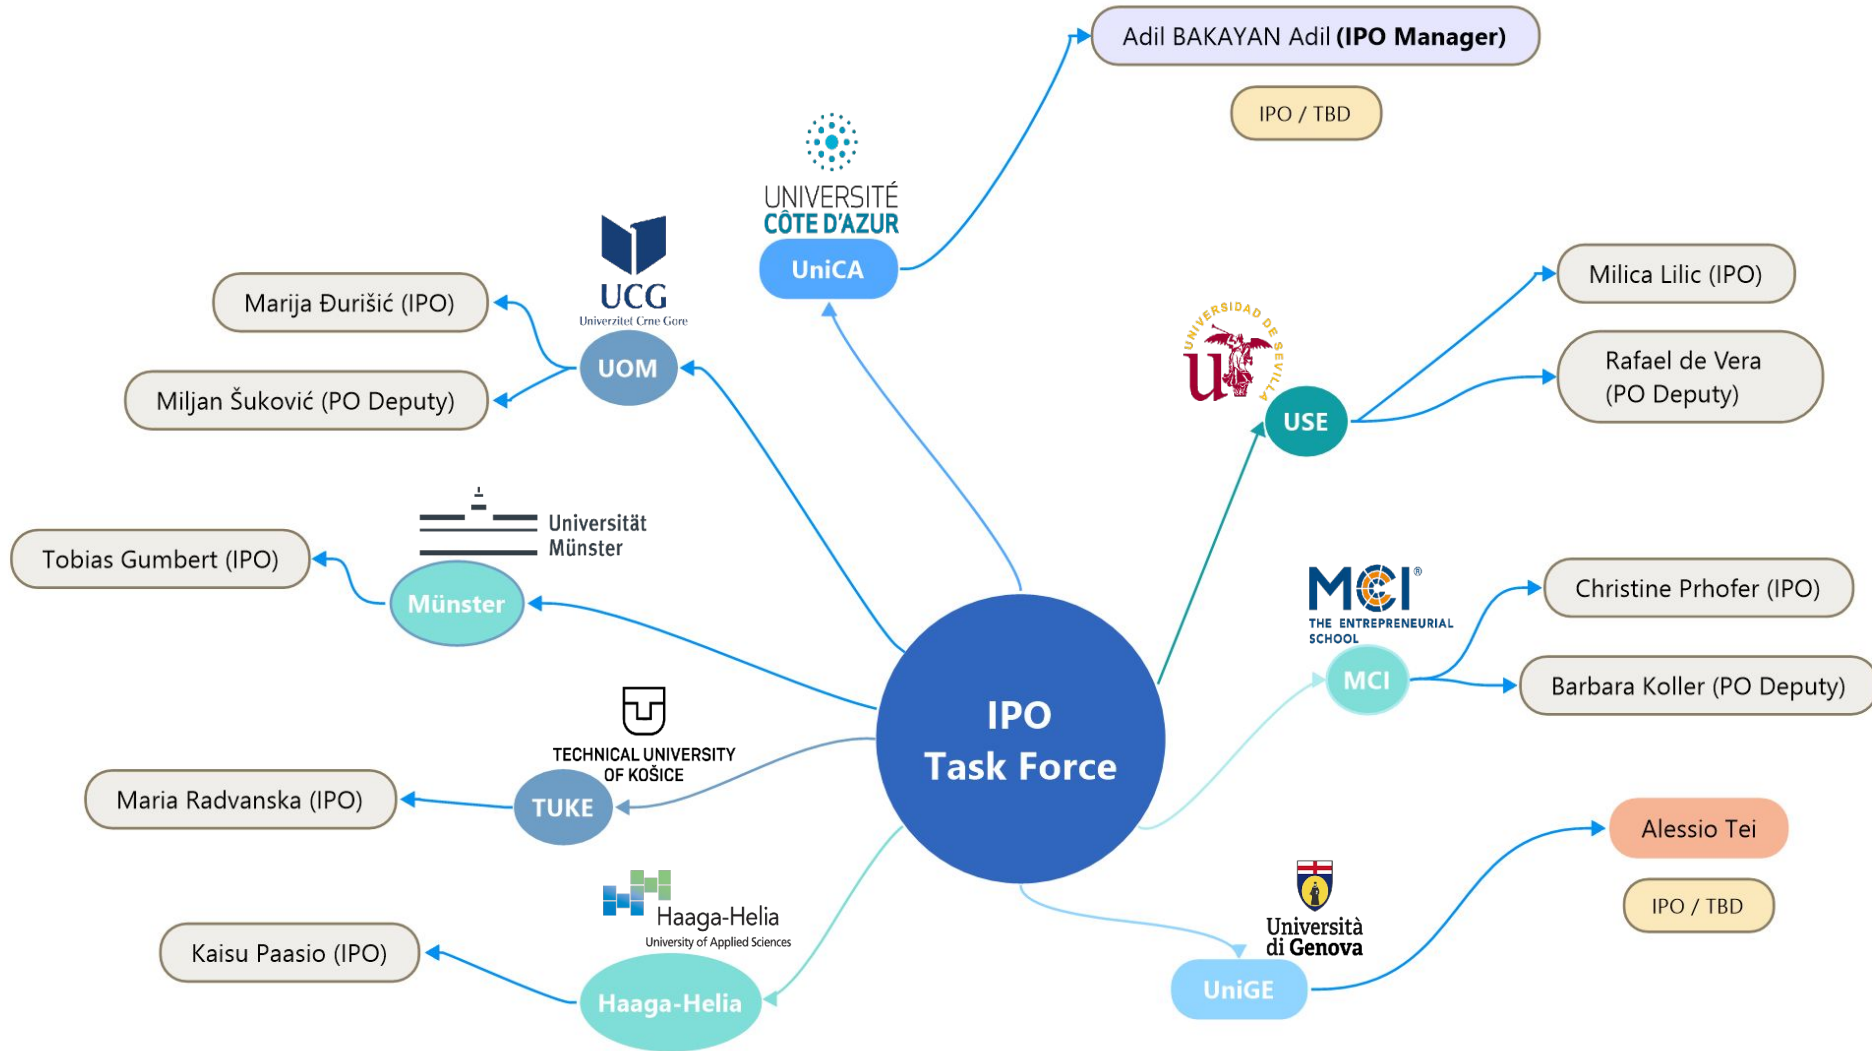 Adil BAKAYAN Adil (IPO Manager)
IPO / TBD
UNIVERSITÉ
CÔTE D'AZUR
UniCA
UCG
Univerzitet Crne Gore
UOM
Marija Đurišić (IPO)
Miljan Šuković (PO Deputy)
UNIVERSIDAD DE SEVILLA
USE
Milica Lilic (IPO)
Rafael de Vera
(PO Deputy)
Universität
Münster
Münster
Tobias Gumbert (IPO)
MCI®
THE ENTREPRENEURIAL
SCHOOL
MCI
Christine Prhofer (IPO)
Barbara Koller (PO Deputy)
IPO
Task Force
TECHNICAL UNIVERSITY
OF KOŠICE
TUKE
Maria Radvanska (IPO)
Haaga-Helia
University of Applied Sciences
Haaga-Helia
Kaisu Paasio (IPO)
Università
di Genova
UniGE
Alessio Tei
IPO / TBD